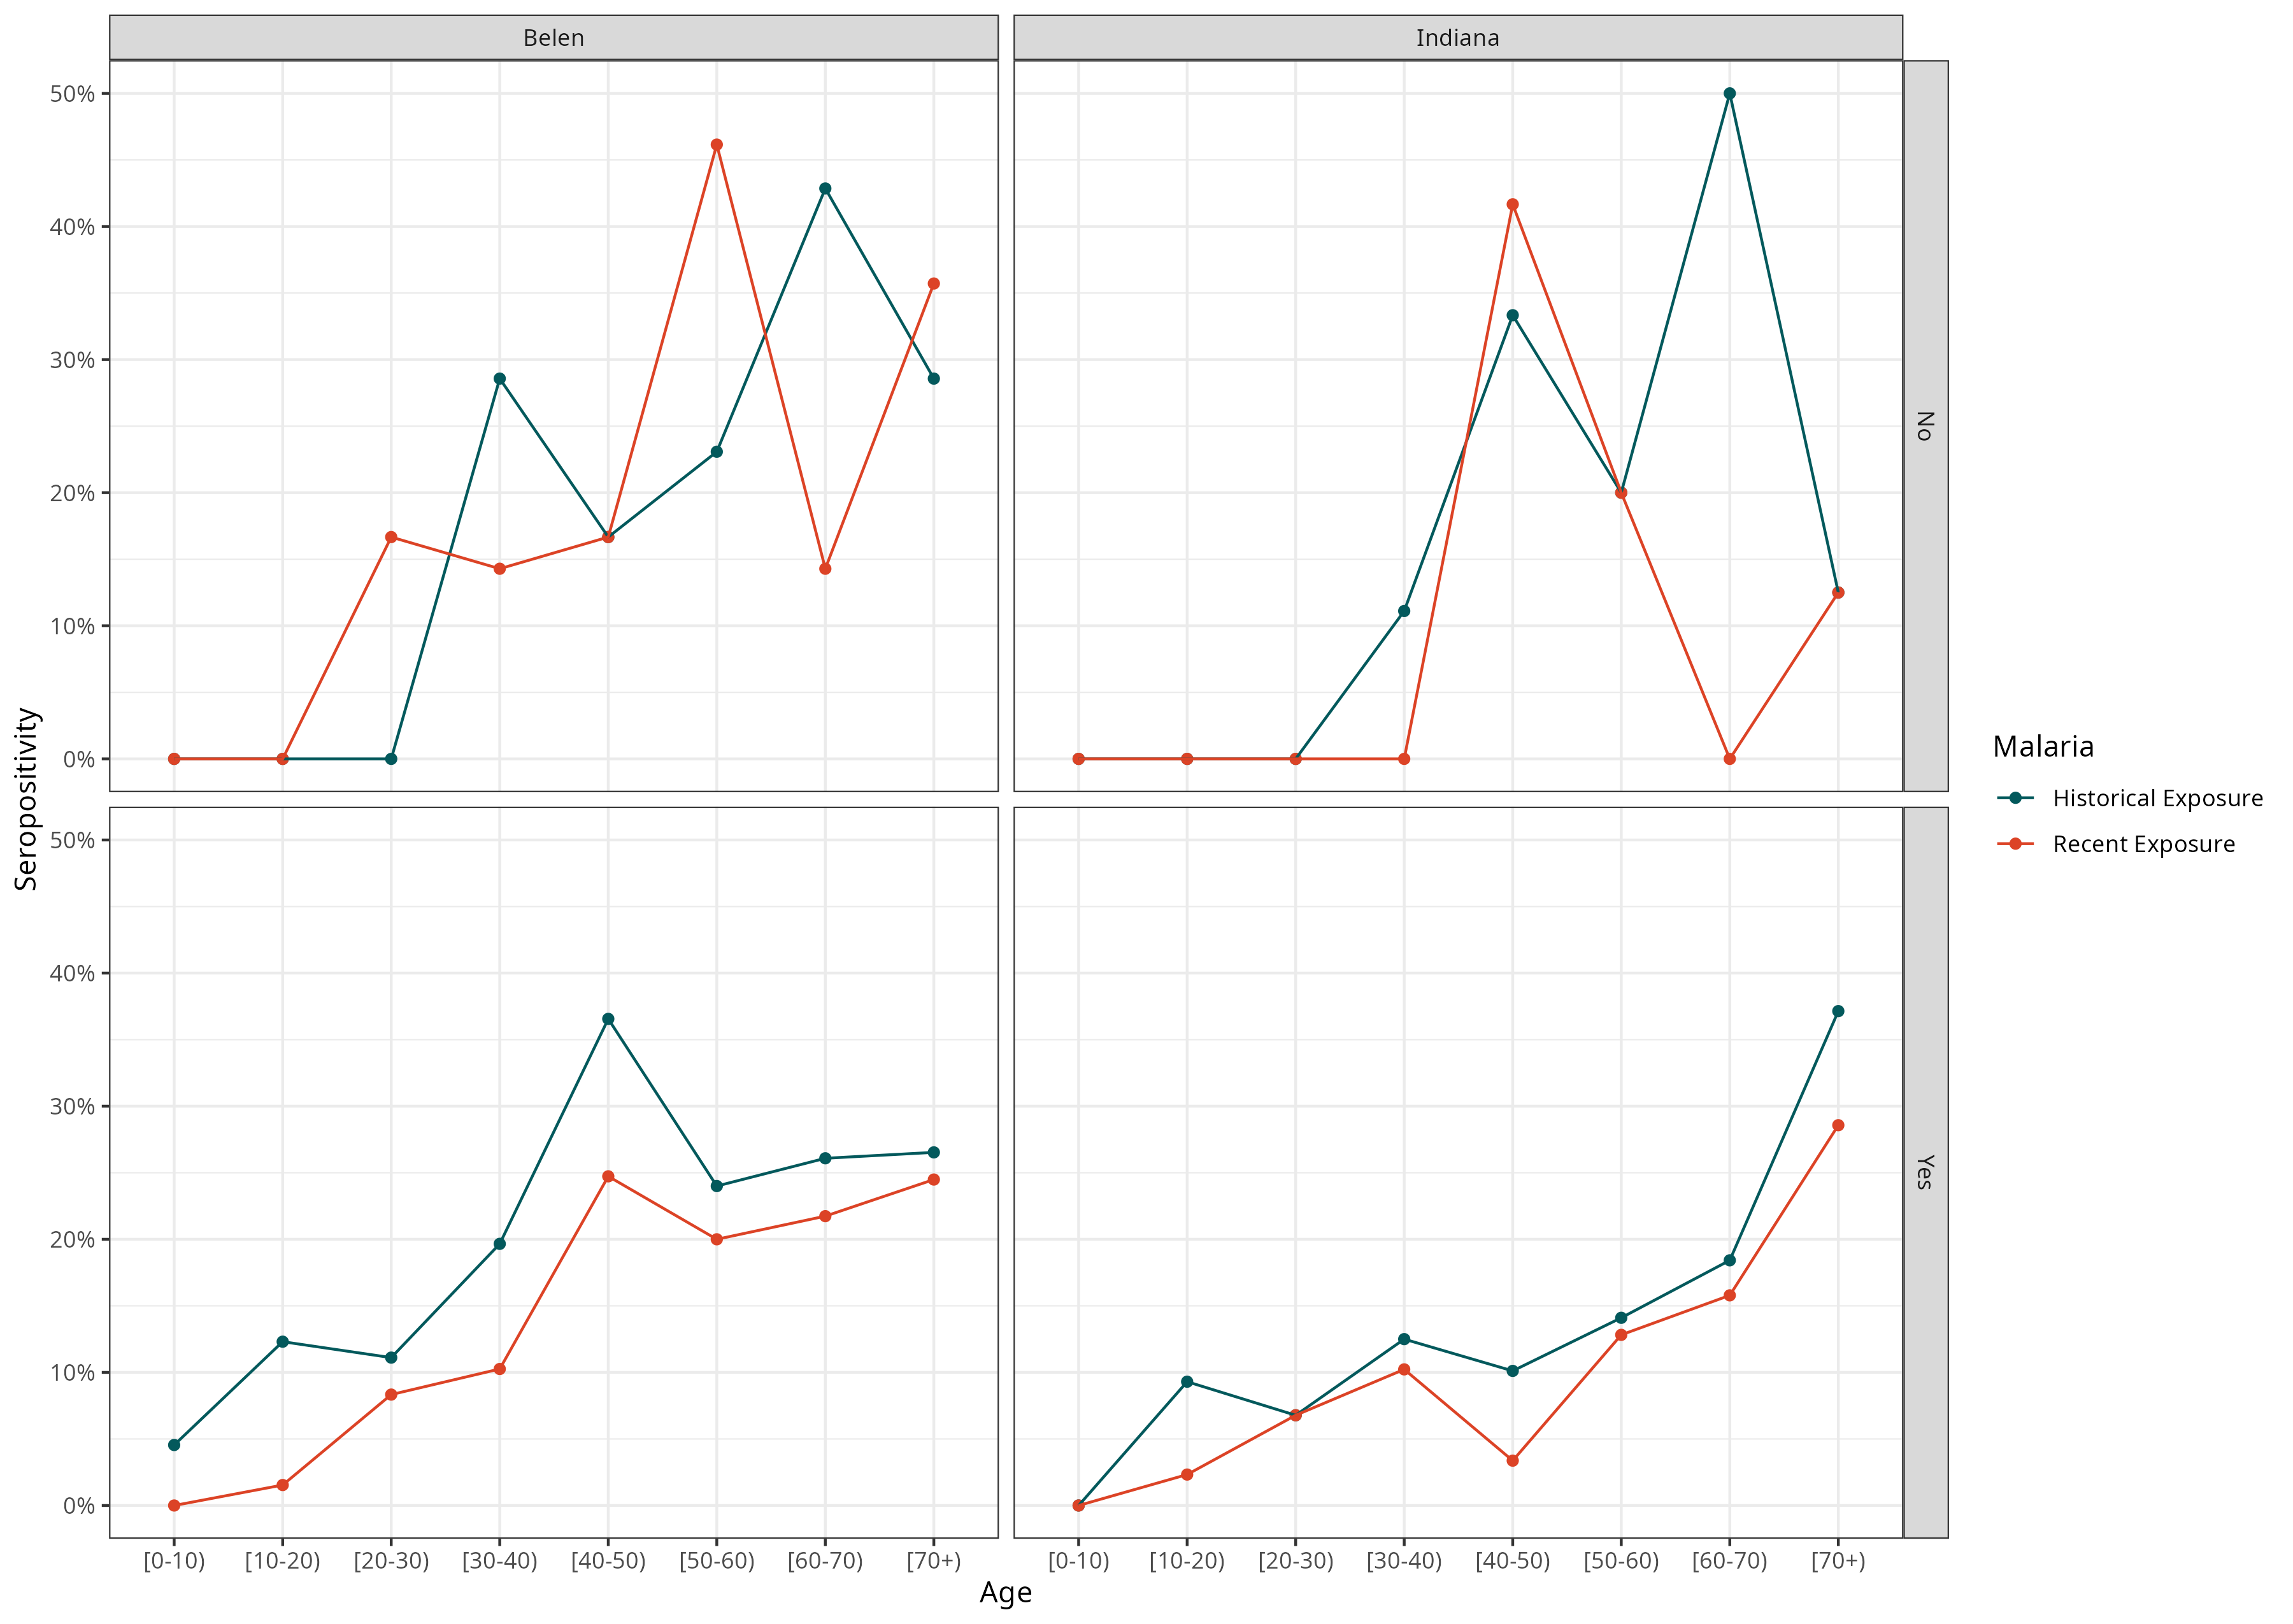 Belen
Indiana
50%
40%
30%
20%
10%
0%
No
50%
40%
30%
20%
10%
0%
Yes
Seropositivity
[0-10) [10-20) [20-30) [30-40) [40-50) [50-60) [60-70) [70+)
[0-10) [10-20) [20-30) [30-40) [40-50) [50-60) [60-70) [70+)
Age
Malaria
Historical Exposure
Recent Exposure